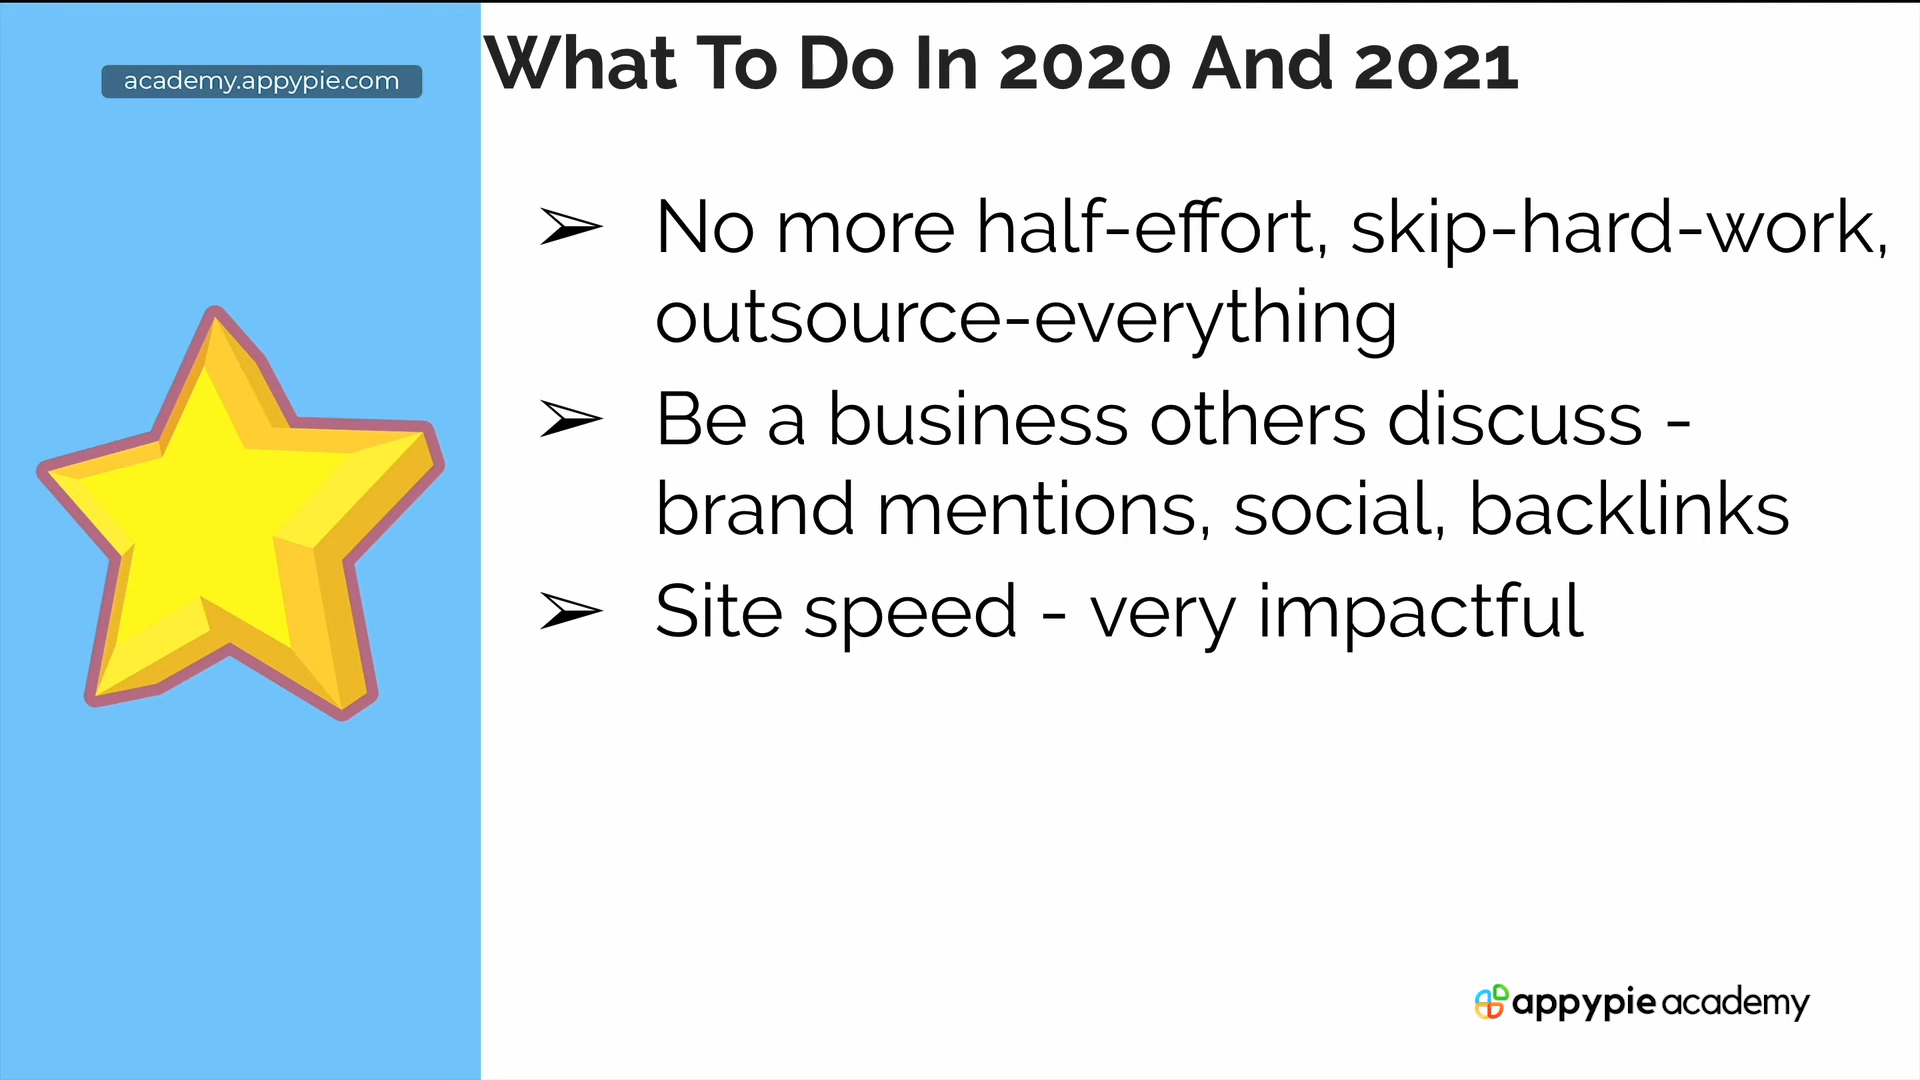 academy.appypie.com
What To Do In 2020 And 2021
➢ No more half-effort, skip-hard-work,
outsource-everything
➢ Be a business others discuss -
brand mentions, social, backlinks
➢ Site speed - very impactful
appypie academy